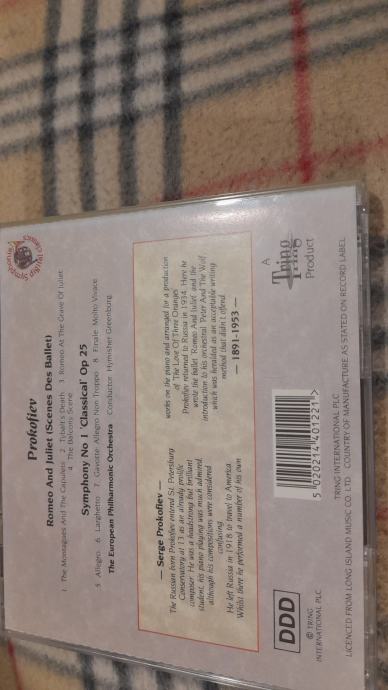 Prokofiev
Romeo And Juliet (Scenes Des Ballet)
1 The Montagues And The Capulets 2 Tybalt's Death 3 Romeo At The Grave Of Juliet
4 The Balcony Scene
Symphony No 1 'Classical' Op 25
5 Allegro 6 Larghetto 7 Gavotte Allegro Non Troppo 8 Finale Molto Vivace
The European Philharmonic Orchestra Conductor Hymisher Greenburg
— Serge Prokofiev —
The Russian born Prokofiev entered St. Petersburg
Conservatory at 13 as an already prolific
composer. He was a headstrong but brilliant
student, his piano playing was much admired,
although his compositions were considered
confusing.
He left Russia in 1918 to travel to America.
Whilst there he performed a number of his own
works on the piano and arranged for a production
of 'The Love Of Three Oranges'
Prokofiev returned to Russia in 1934. Here he
wrote the ballet 'Romeo And Juliet' and the
introduction to his orchestral 'Peter And The Wolf'
which was heralded as an acceptable writing
method that didn't offend.
— 1891-1953 —
DDD
5 020214 401221 >
A
Tring
Product
© TRING
INTERNATIONAL PLC
TRING INTERNATIONAL PLC
LICENCED FROM LONG ISLAND MUSIC CO. LTD. COUNTRY OF MANUFACTURE AS STATED ON RECORD LABEL